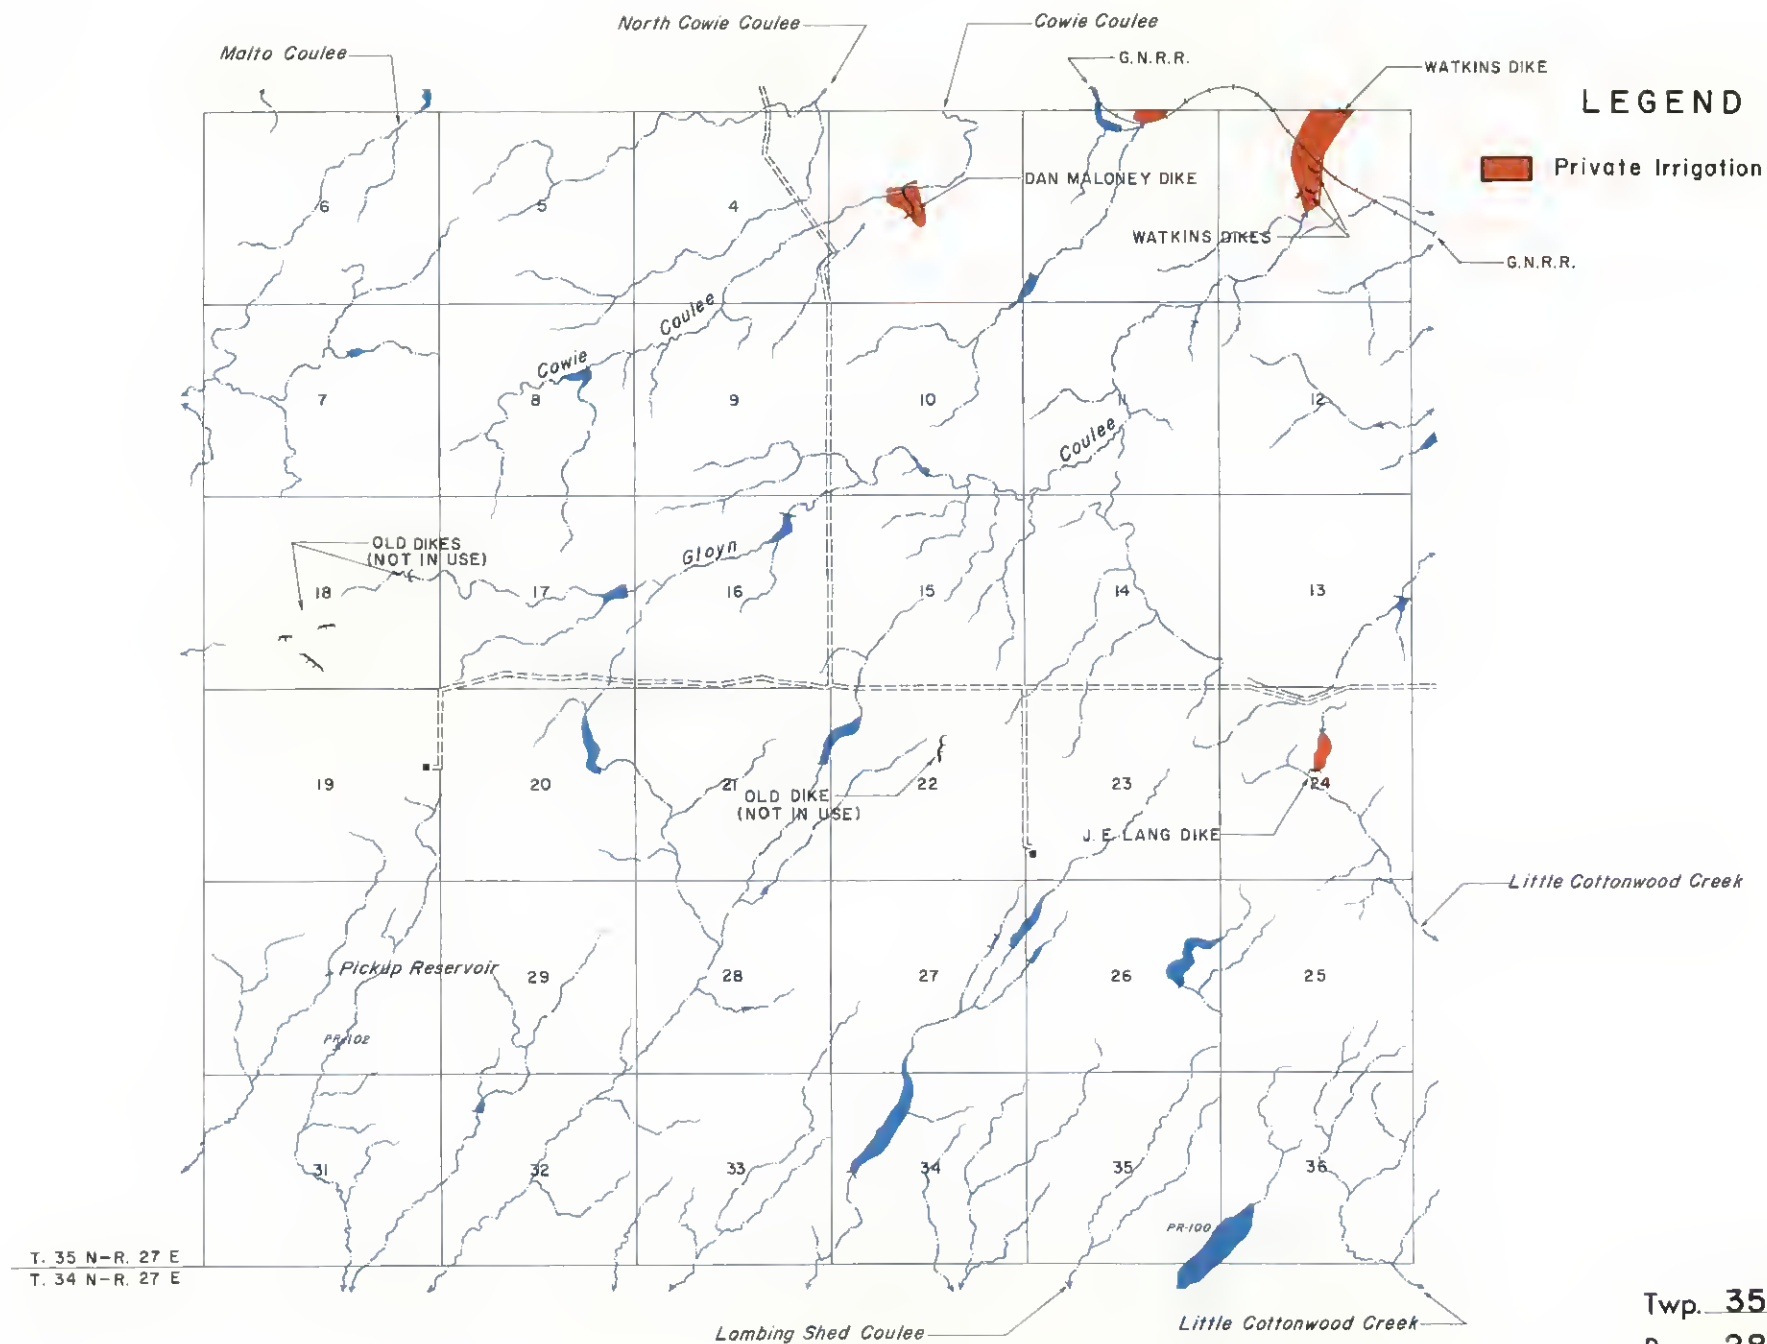 North Cowie Coulee
Cowie Coulee
Malto Coulee
G.N.R.R.
WATKINS DIKE
LEGEND
Private Irrigation
DAN MALONEY DIKE
6
5
4
WATKINS DIKES
G.N.R.R.
Cowie Coulee
7
8
9
10
11
12
Coulee
OLD DIKES
(NOT IN USE)
Gloyn
18
17
16
15
14
13
19
20
21
22
23
24
OLD DIKE
(NOT IN USE)
J. E. LANG DIKE
Little Cottonwood Creek
Pickup Reservoir
29
28
27
26
25
PR-102
31
32
33
34
35
36
PR-100
T. 35 N-R. 27 E
T. 34 N-R. 27 E
Lambing Shed Coulee
Little Cottonwood Creek
Twp. 35